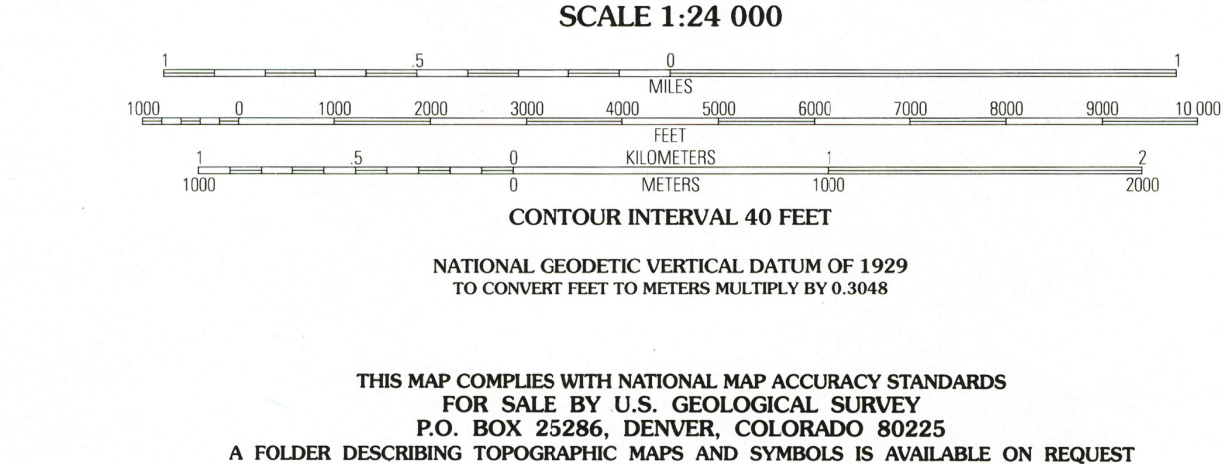 SCALE 1:24 000
1 .5 0 1
MILES
1000 0 1000 2000 3000 4000 5000 6000 7000 8000 9000 10 000
FEET
1 .5 0 KILOMETERS 1 2
1000 0 METERS 1000 2000
CONTOUR INTERVAL 40 FEET
NATIONAL GEODETIC VERTICAL DATUM OF 1929
TO CONVERT FEET TO METERS MULTIPLY BY 0.3048
THIS MAP COMPLIES WITH NATIONAL MAP ACCURACY STANDARDS
FOR SALE BY U.S. GEOLOGICAL SURVEY
P.O. BOX 25286, DENVER, COLORADO 80225
A FOLDER DESCRIBING TOPOGRAPHIC MAPS AND SYMBOLS IS AVAILABLE ON REQUEST